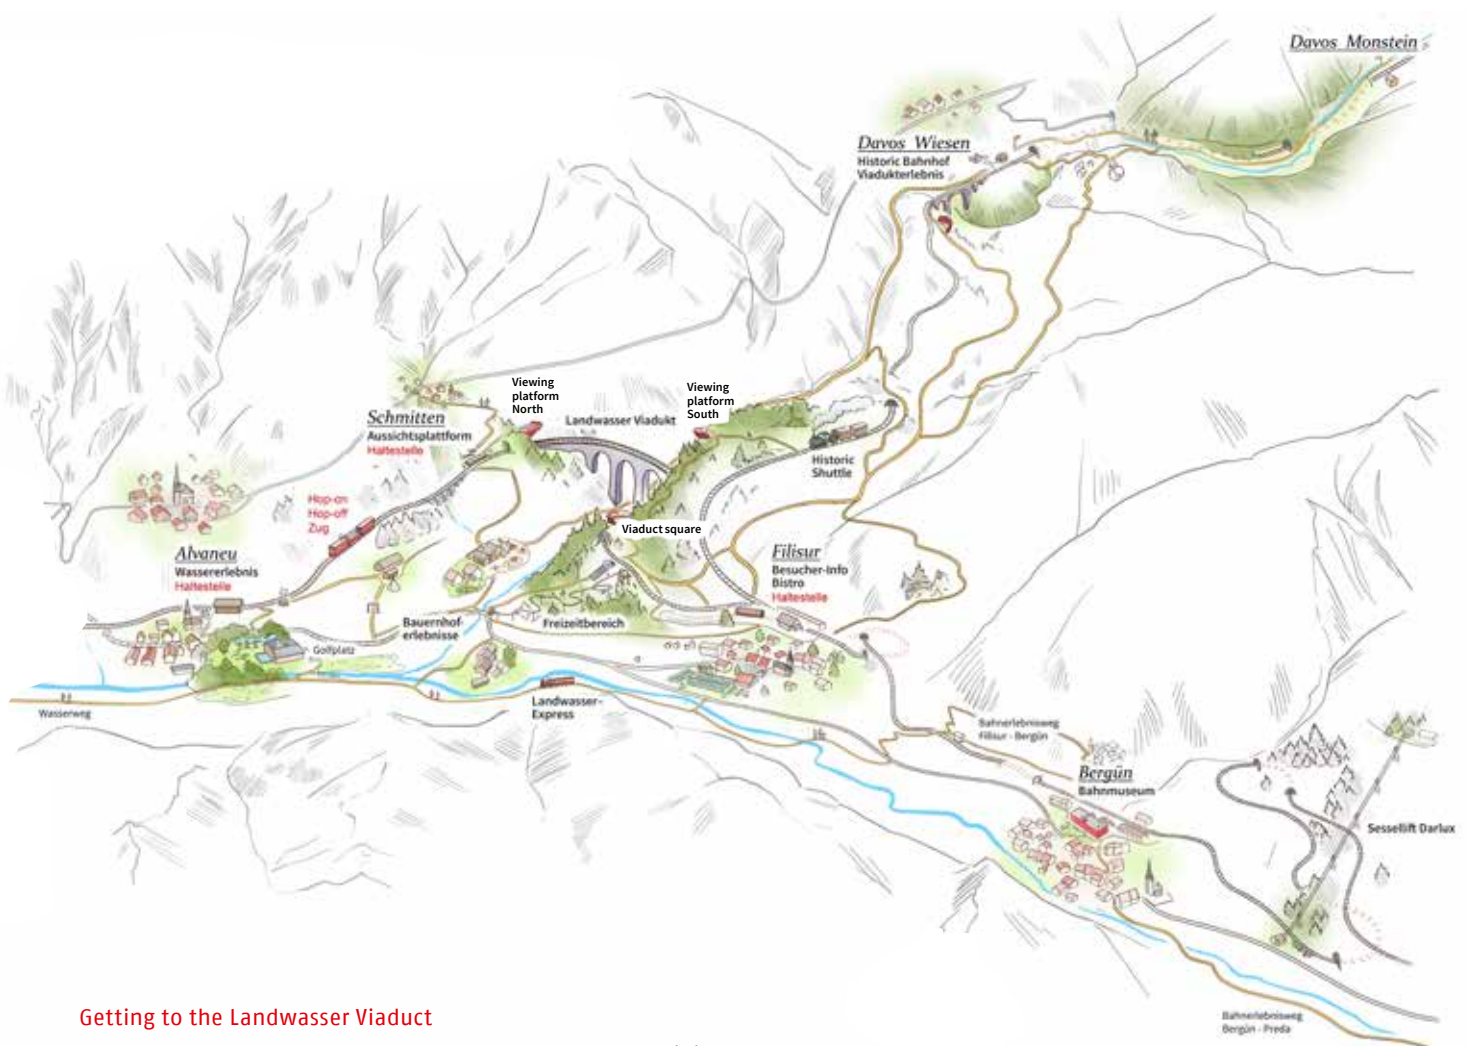 Davos Monstein
Davos Wiesen
Historic Bahnhof
Viadukterlebnis
Viewing
platform
North
Viewing
platform
South
Landwasser Viadukt
Schmitten
Aussichtsplattform
Haltestelle
Historic
Shuttle
Hop-on
Hop-off
Zug
Viaduct square
Alvaneu
Wassererlebnis
Haltestelle
Filisur
Besucher-Info
Bistro
Haltestelle
Bauernhof-
erlebnisse
Freizeitbereich
Golfplatz
Wasserweg
Landwasser-
Express
Bahnerlebnisweg
Filisur - Bergün
Bergün
Bahnmuseum
Sessellift Darlux
Bahnerlebnisweg
Bergün - Preda
Getting to the Landwasser Viaduct